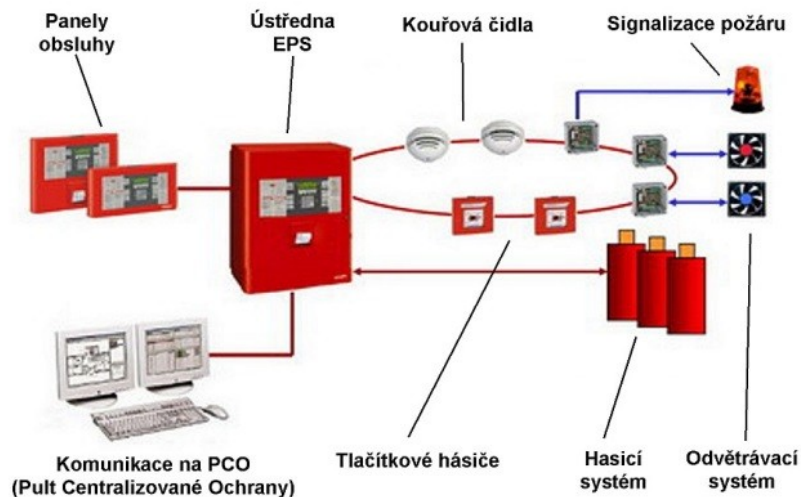 Panely
obsluhy
Ústředna
EPS
Kouřová čidla
Signalizace požáru
Komunikace na PCO
(Pult Centralizované Ochrany)
Tlačítkové hásiče
Hasicí
systém
Odvětrávací
systém